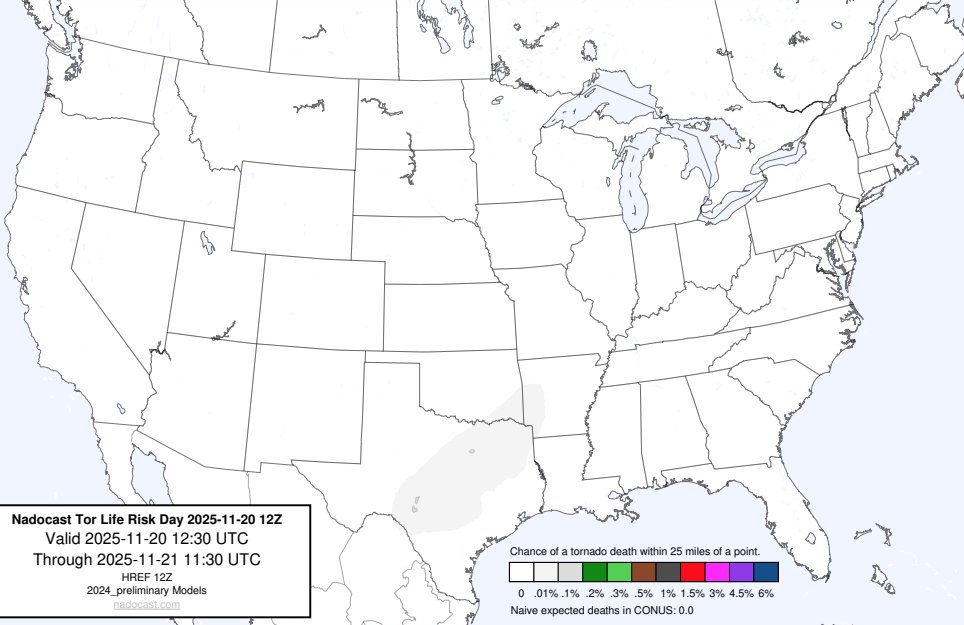 Nadocast Tor Life Risk Day 2025-11-20 12Z
Valid 2025-11-20 12:30 UTC
Through 2025-11-21 11:30 UTC
HREF 12Z
2024_preliminary Models
nadocast.com
Chance of a tornado death within 25 miles of a point.
0 .01% .1% .2% .3% .5% 1% 1.5% 3% 4.5% 6%
Naive expected deaths in CONUS: 0.0